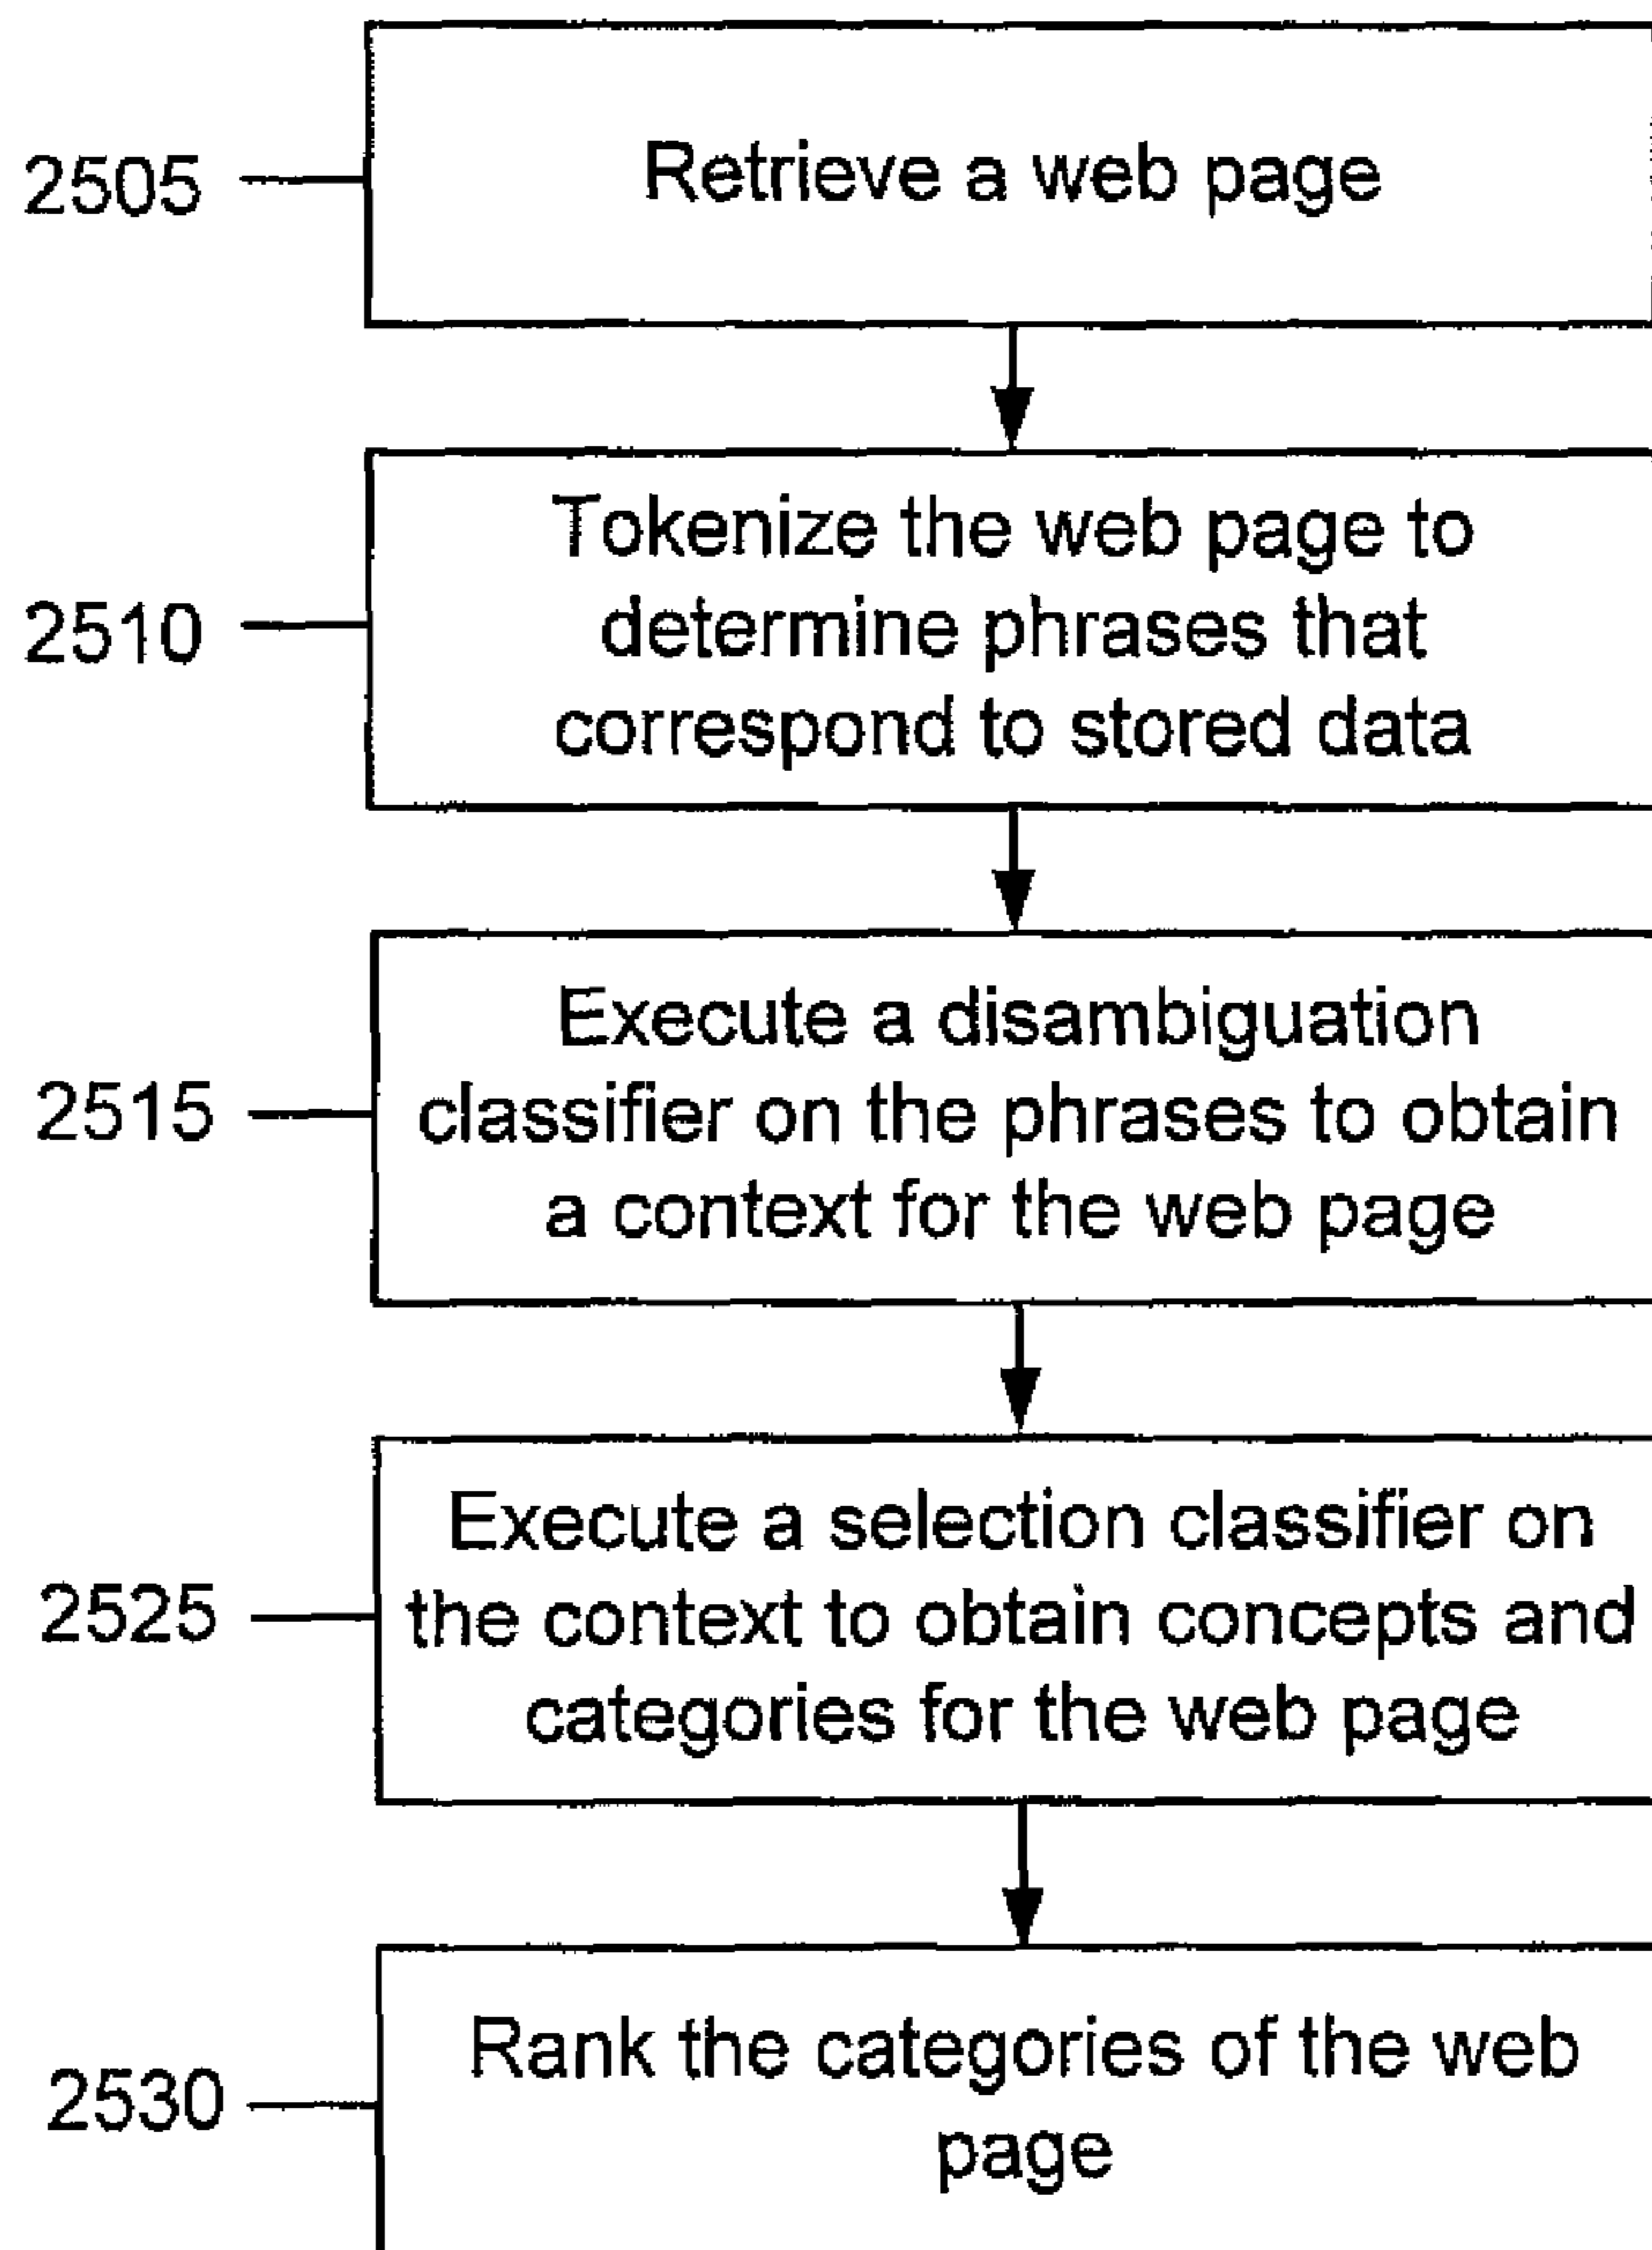 2505
Retrieve a web page
2510
Tokenize the web page to
determine phrases that
correspond to stored data
2515
Execute a disambiguation
classifier on the phrases to obtain
a context for the web page
2525
Execute a selection classifier on
the context to obtain concepts and
categories for the web page
2530
Rank the categories of the web
page